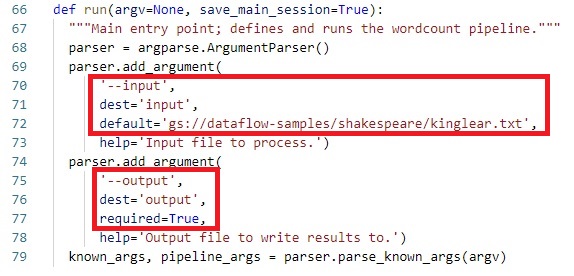 66 def run(argv=None, save_main_session=True):
67 """Main entry point; defines and runs the wordcount pipeline."""
68 parser = argparse.ArgumentParser()
69 parser.add_argument(
70 '--input',
71 dest='input',
72 default='gs://dataflow-samples/shakespeare/kinglear.txt',
73 help='Input file to process.')
74 parser.add_argument(
75 '--output',
76 dest='output',
77 required=True,
78 help='Output file to write results to.')
79 known_args, pipeline_args = parser.parse_known_args(argv)